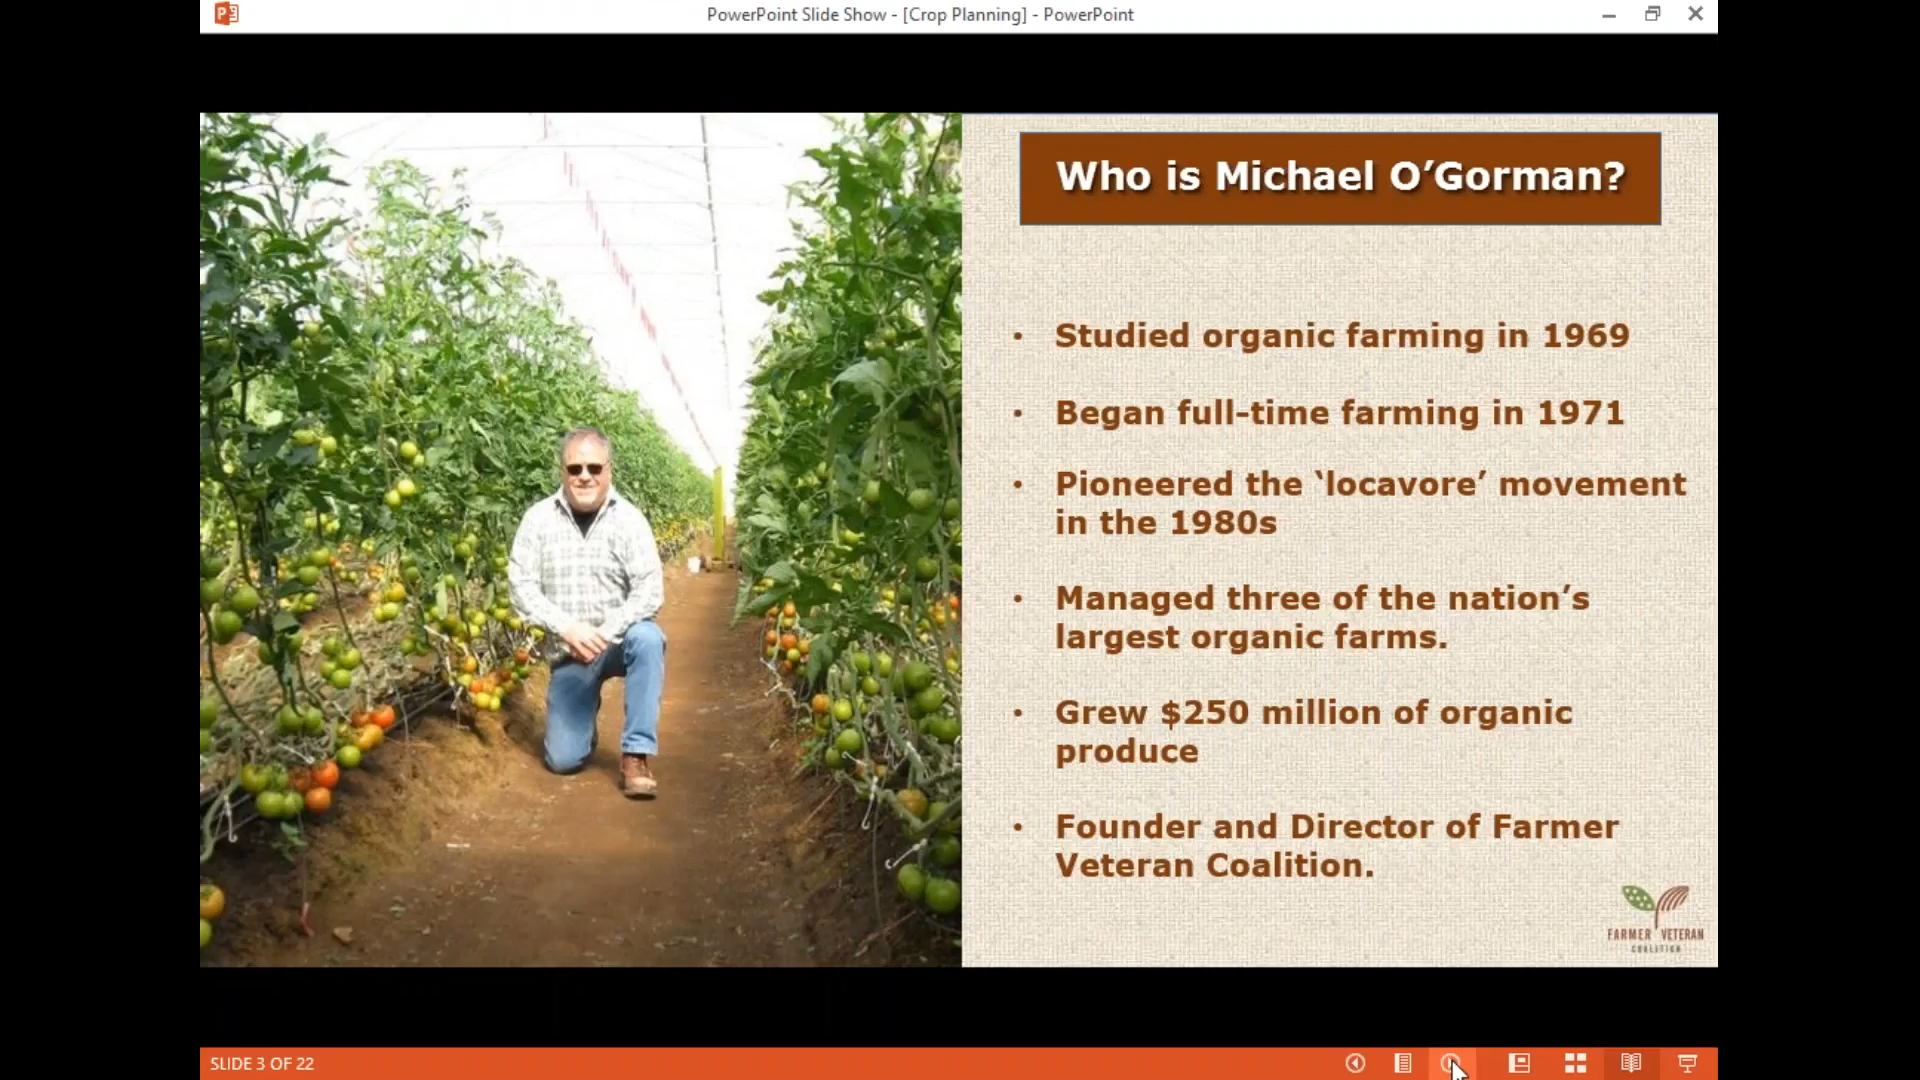 PowerPoint Slide Show - [Crop Planning] - PowerPoint
Who is Michael O’Gorman?
• Studied organic farming in 1969
• Began full-time farming in 1971
• Pioneered the ‘locavore’ movement
in the 1980s
• Managed three of the nation’s
largest organic farms.
• Grew $250 million of organic
produce
• Founder and Director of Farmer
Veteran Coalition.
FARMER VETERAN
COALITION
SLIDE 3 OF 22